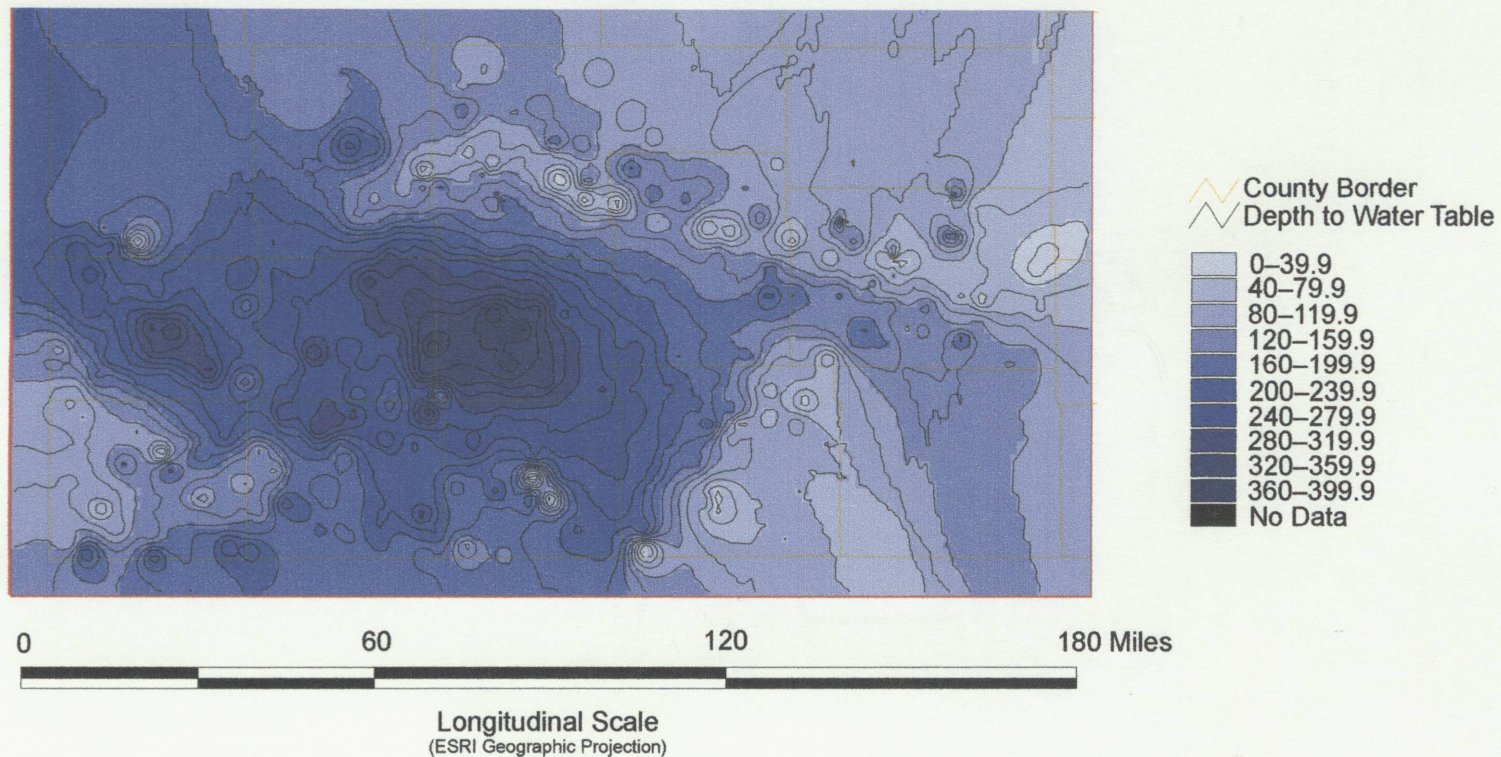 County Border
Depth to Water Table
0–39.9
40–79.9
80–119.9
120–159.9
160–199.9
200–239.9
240–279.9
280–319.9
320–359.9
360–399.9
No Data
0 60 120 180 Miles
Longitudinal Scale
(ESRI Geographic Projection)